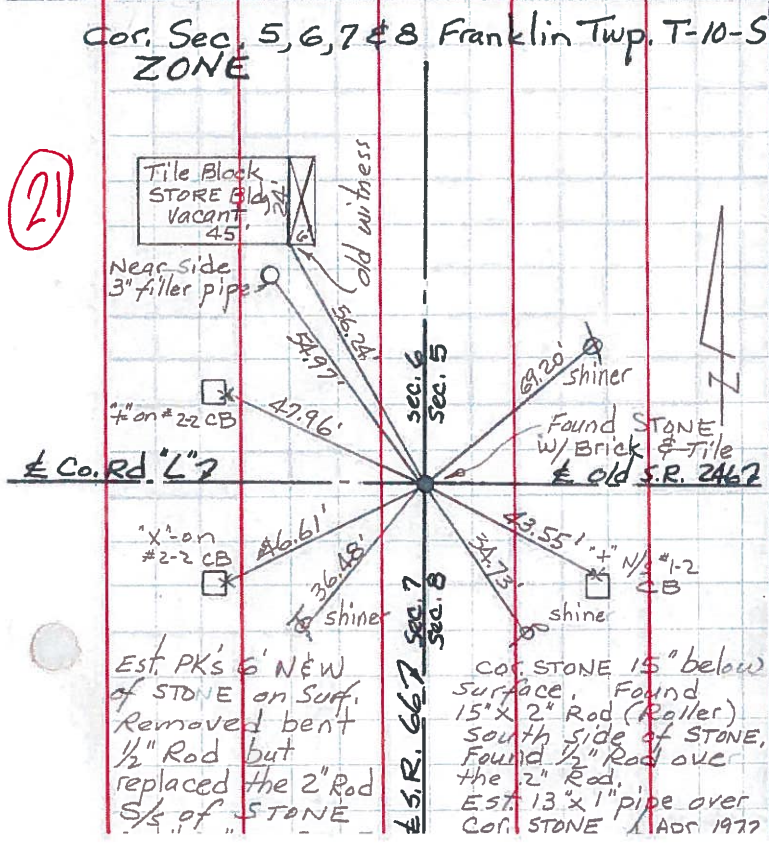 Cor. Sec. 5, 6, 7 & 8 Franklin Twp. T-10-S
ZONE
21
Tile Block
STORE Bldg.
Vacant
45'
24'
6'
old witness
Near Side
3" filler pipe
56.24'
54.97'
Sec. 6
Sec. 5
69.20'
shiner
N
"+" on #2-2 CB
47.96'
Found STONE
w/ Brick & Tile
℄ Co. Rd. "L"7
℄ Old S.R. 2467
"X"-on
#2-2 CB
46.61'
36.48'
shiner
43.55'
"+" N/s #1-2
CB
34.73'
shine
Sec. 7
Sec. 8
℄ S.R. 667
Est. PK's 6' N&W
of STONE on Surf.
Removed bent
1/2" Rod but
replaced the 2" Rod
S/s of STONE
Cor. STONE 15" below
Surface. Found
15" X 2" Rod (Roller)
South side of STONE.
Found 1/2" Rod over
the 2" Rod.
Est. 13" x 1" pipe over
Cor. STONE Apr 1977